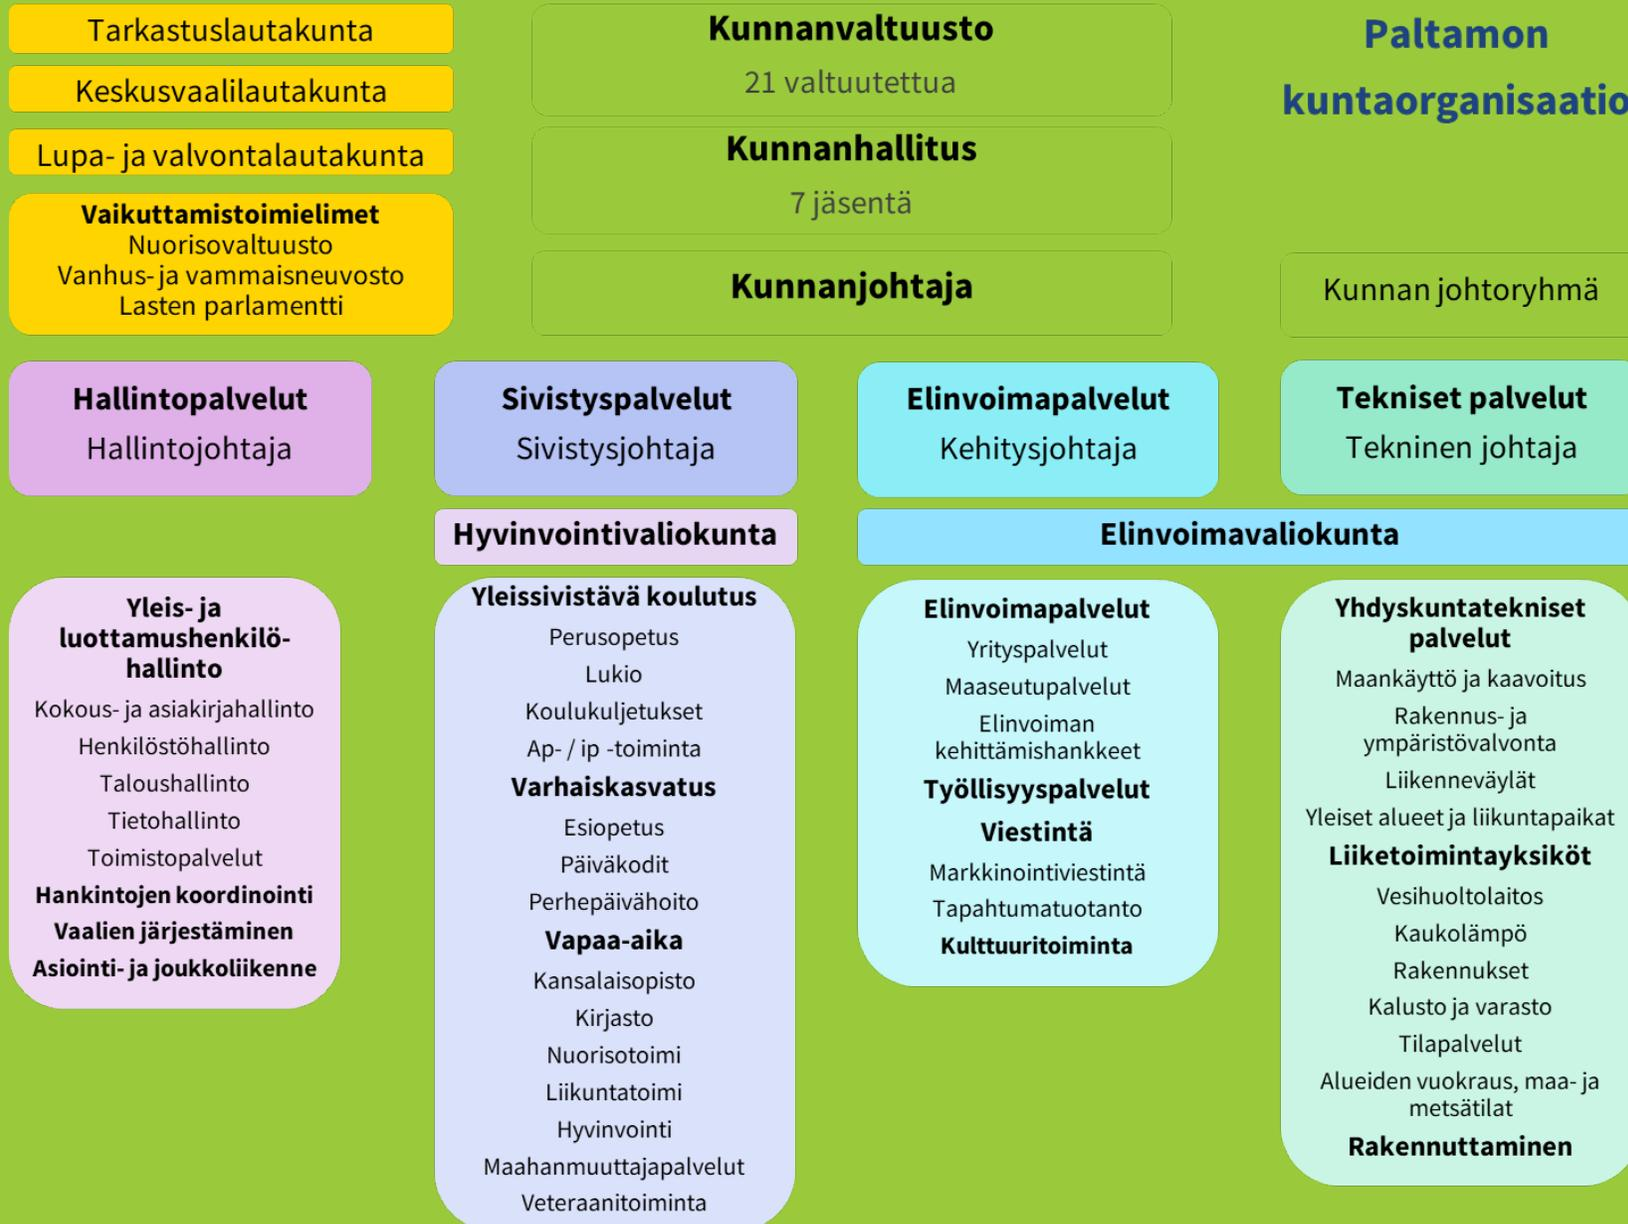 Tarkastuslautakunta
Keskusvaalilautakunta
Lupa- ja valvontalautakunta
Vaikuttamistoimielimet
Nuorisovaltuusto
Vanhus- ja vammaisneuvosto
Lasten parlamentti
Kunnanvaltuusto
21 valtuutettua
Kunnanhallitus
7 jäsentä
Kunnanjohtaja
Paltamon
kuntaorganisaatio
Kunnan johtoryhmä
Hallintopalvelut
Hallintojohtaja
Sivistyspalvelut
Sivistysjohtaja
Elinvoimapalvelut
Kehitysjohtaja
Tekniset palvelut
Tekninen johtaja
Hyvinvointivaliokunta
Elinvoimavaliokunta
Yleis- ja
luottamushenkilö-
hallinto
Kokous- ja asiakirjahallinto
Henkilöstöhallinto
Taloushallinto
Tietohallinto
Toimistopalvelut
Hankintojen koordinointi
Vaalien järjestäminen
Asiointi- ja joukkoliikenne
Yleissivistävä koulutus
Perusopetus
Lukio
Koulukuljetukset
Ap- / ip -toiminta
Varhaiskasvatus
Esiopetus
Päiväkodit
Perhepäivähoito
Vapaa-aika
Kansalaisopisto
Kirjasto
Nuorisotoimi
Liikuntatoimi
Hyvinvointi
Maahanmuuttajapalvelut
Veteraanitoiminta
Elinvoimapalvelut
Yrityspalvelut
Maaseutupalvelut
Elinvoiman
kehittämishankkeet
Työllisyyspalvelut
Viestintä
Markkinointiviestintä
Tapahtumatuotanto
Kulttuuritoiminta
Yhdyskuntatekniset
palvelut
Maankäyttö ja kaavoitus
Rakennus- ja
ympäristövalvonta
Liikenneväylät
Yleiset alueet ja liikuntapaikat
Liiketoimintayksiköt
Vesihuoltolaitos
Kaukolämpö
Rakennukset
Kalusto ja varasto
Tilapalvelut
Alueiden vuokraus, maa- ja
metsätilat
Rakennuttaminen